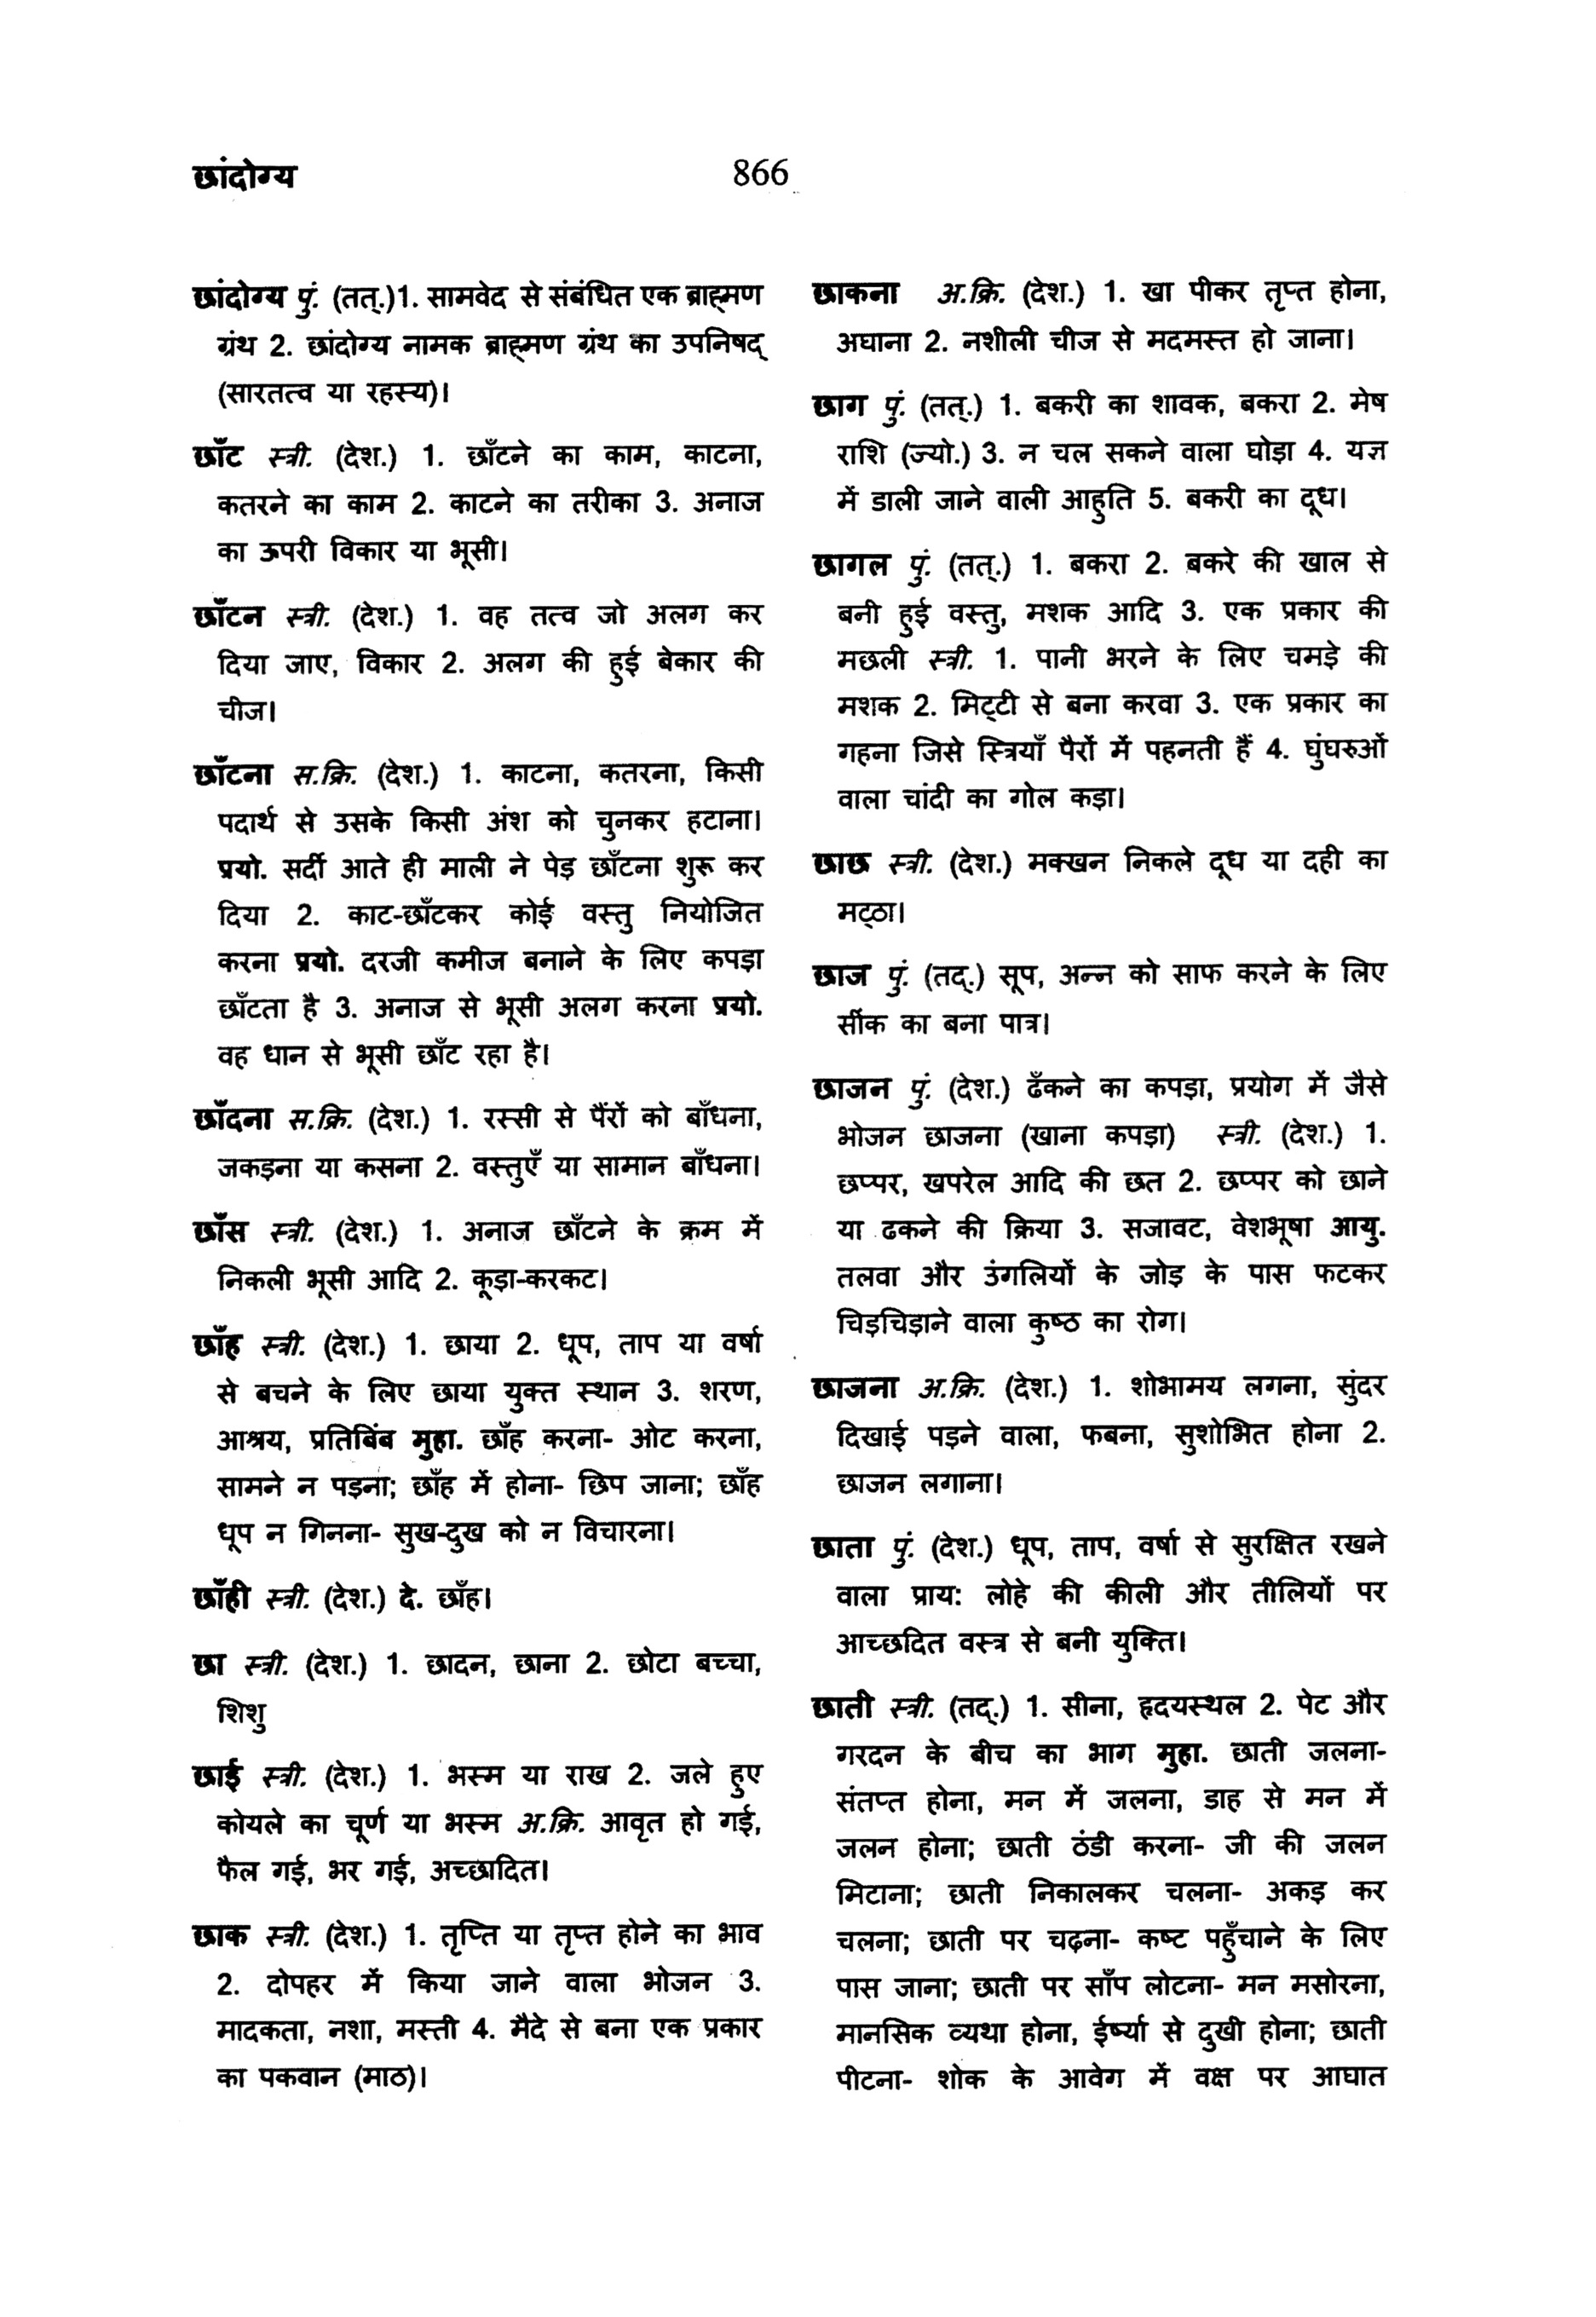 छांदोग्य
866
छांदोग्य पुं. (तत्.)1. सामवेद से संबंधित एक ब्राह्मण
ग्रंथ 2. छांदोग्य नामक ब्राह्मण ग्रंथ का उपनिषद्
(सारतत्व या रहस्य)।
छाँट स्त्री. (देश.) 1. छाँटने का काम, काटना,
कतरने का काम 2. काटने का तरीका 3. अनाज
का ऊपरी विकार या भूसी।
छाँटन स्त्री. (देश.) 1. वह तत्व जो अलग कर
दिया जाए, विकार 2. अलग की हुई बेकार की
चीज।
छाँटना स.क्रि. (देश.) 1. काटना, कतरना, किसी
पदार्थ से उसके किसी अंश को चुनकर हटाना।
प्रयो. सर्दी आते ही माली ने पेड़ छाँटना शुरू कर
दिया 2. काट-छाँटकर कोई वस्तु नियोजित
करना प्रयो. दरजी कमीज बनाने के लिए कपड़ा
छाँटता है 3. अनाज से भूसी अलग करना प्रयो.
वह धान से भूसी छाँट रहा है।
छाँदना स.क्रि. (देश.) 1. रस्सी से पैंरों को बाँधना,
जकड़ना या कसना 2. वस्तुएँ या सामान बाँधना।
छाँस स्त्री. (देश.) 1. अनाज छाँटने के क्रम में
निकली भूसी आदि 2. कूड़ा-करकट।
छाँह स्त्री. (देश.) 1. छाया 2. धूप, ताप या वर्षा
से बचने के लिए छाया युक्त स्थान 3. शरण,
आश्रय, प्रतिबिंब मुहा. छाँह करना- ओट करना,
सामने न पड़ना; छाँह में होना- छिप जाना; छाँह
धूप न गिनना- सुख-दुख को न विचारना।
छाँही स्त्री. (देश.) दे. छाँह।
छा स्त्री. (देश.) 1. छादन, छाना 2. छोटा बच्चा,
शिशु
छाई स्त्री. (देश.) 1. भस्म या राख 2. जले हुए
कोयले का चूर्ण या भस्म अ.क्रि. आवृत हो गई,
फैल गई, भर गई, अच्छादित।
छाक स्त्री. (देश.) 1. तृप्ति या तृप्त होने का भाव
2. दोपहर में किया जाने वाला भोजन 3.
मादकता, नशा, मस्ती 4. मैदे से बना एक प्रकार
का पकवान (माठ)।
छाकना अ.क्रि. (देश.) 1. खा पीकर तृप्त होना,
अघाना 2. नशीली चीज से मदमस्त हो जाना।
छाग पुं. (तत्.) 1. बकरी का शावक, बकरा 2. मेष
राशि (ज्यो.) 3. न चल सकने वाला घोड़ा 4. यज्ञ
में डाली जाने वाली आहुति 5. बकरी का दूध।
छागल पुं. (तत्.) 1. बकरा 2. बकरे की खाल से
बनी हुई वस्तु, मशक आदि 3. एक प्रकार की
मछली स्त्री. 1. पानी भरने के लिए चमड़े की
मशक 2. मिट्टी से बना करवा 3. एक प्रकार का
गहना जिसे स्त्रियाँ पैरों में पहनती हैं 4. घुंघरुओं
वाला चांदी का गोल कड़ा।
छाछ स्त्री. (देश.) मक्खन निकले दूध या दही का
मट्ठा।
छाज पुं. (तद्.) सूप, अन्न को साफ करने के लिए
सींक का बना पात्र।
छाजन पुं. (देश.) ढँकने का कपड़ा, प्रयोग में जैसे
भोजन छाजना (खाना कपड़ा) स्त्री. (देश.) 1.
छप्पर, खपरेल आदि की छत 2. छप्पर को छाने
या ढकने की क्रिया 3. सजावट, वेशभूषा आयु.
तलवा और उंगलियों के जोड़ के पास फटकर
चिड़चिड़ाने वाला कुष्ठ का रोग।
छाजना अ.क्रि. (देश.) 1. शोभामय लगना, सुंदर
दिखाई पड़ने वाला, फबना, सुशोभित होना 2.
छाजन लगाना।
छाता पुं. (देश.) धूप, ताप, वर्षा से सुरक्षित रखने
वाला प्राय: लोहे की कीली और तीलियों पर
आच्छदित वस्त्र से बनी युक्ति।
छाती स्त्री. (तद्.) 1. सीना, हृदयस्थल 2. पेट और
गरदन के बीच का भाग मुहा. छाती जलना-
संतप्त होना, मन में जलना, डाह से मन में
जलन होना; छाती ठंडी करना- जी की जलन
मिटाना; छाती निकालकर चलना- अकड़ कर
चलना; छाती पर चढ़ना- कष्ट पहुँचाने के लिए
पास जाना; छाती पर साँप लोटना- मन मसोरना,
मानसिक व्यथा होना, ईर्ष्या से दुखी होना; छाती
पीटना- शोक के आवेग में वक्ष पर आघात